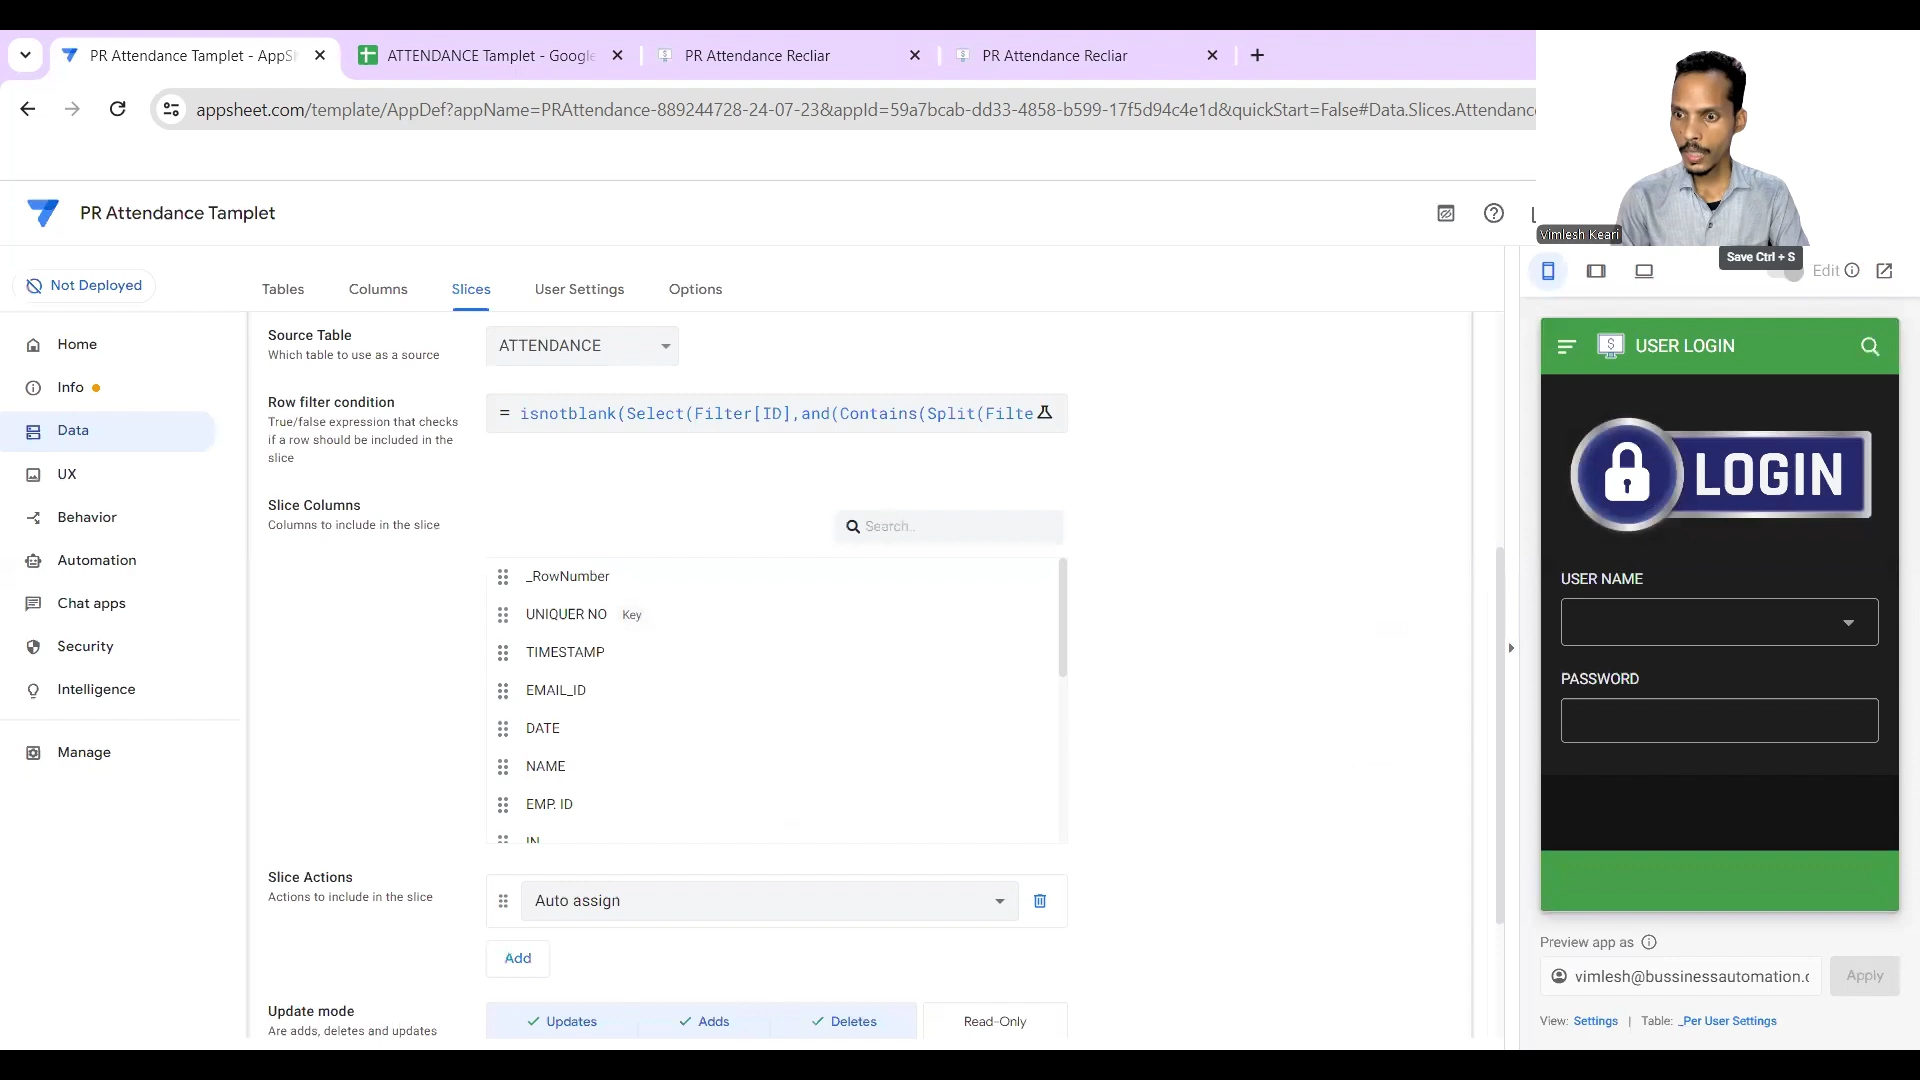 PR Attendance Tamplet - AppSh
ATTENDANCE Tamplet - Google
PR Attendance Recliar
PR Attendance Recliar
appsheet.com/template/AppDef?appName=PRAttendance-889244728-24-07-23&appId=59a7bcab-dd33-4858-b599-17f5d94c4e1d&quickStart=False#Data.Slices.Attendance
PR Attendance Tamplet
Vimlesh Keari
Save Ctrl + S
Edit
Not Deployed
Tables
Columns
Slices
User Settings
Options
Home
Info
Data
UX
Behavior
Automation
Chat apps
Security
Intelligence
Manage
Source Table
Which table to use as a source
ATTENDANCE
Row filter condition
True/false expression that checks
if a row should be included in the
slice
= isnotblank(Select(Filter[ID],and(Contains(Split(Filte
Slice Columns
Columns to include in the slice
Search..
_RowNumber
UNIQUER NO Key
TIMESTAMP
EMAIL_ID
DATE
NAME
EMP. ID
IN
Slice Actions
Actions to include in the slice
Auto assign
Add
Update mode
Are adds, deletes and updates
Updates
Adds
Deletes
Read-Only
$
USER LOGIN
LOGIN
USER NAME
PASSWORD
Preview app as
vimlesh@bussinessautomation.c
Apply
View: Settings | Table: _Per User Settings